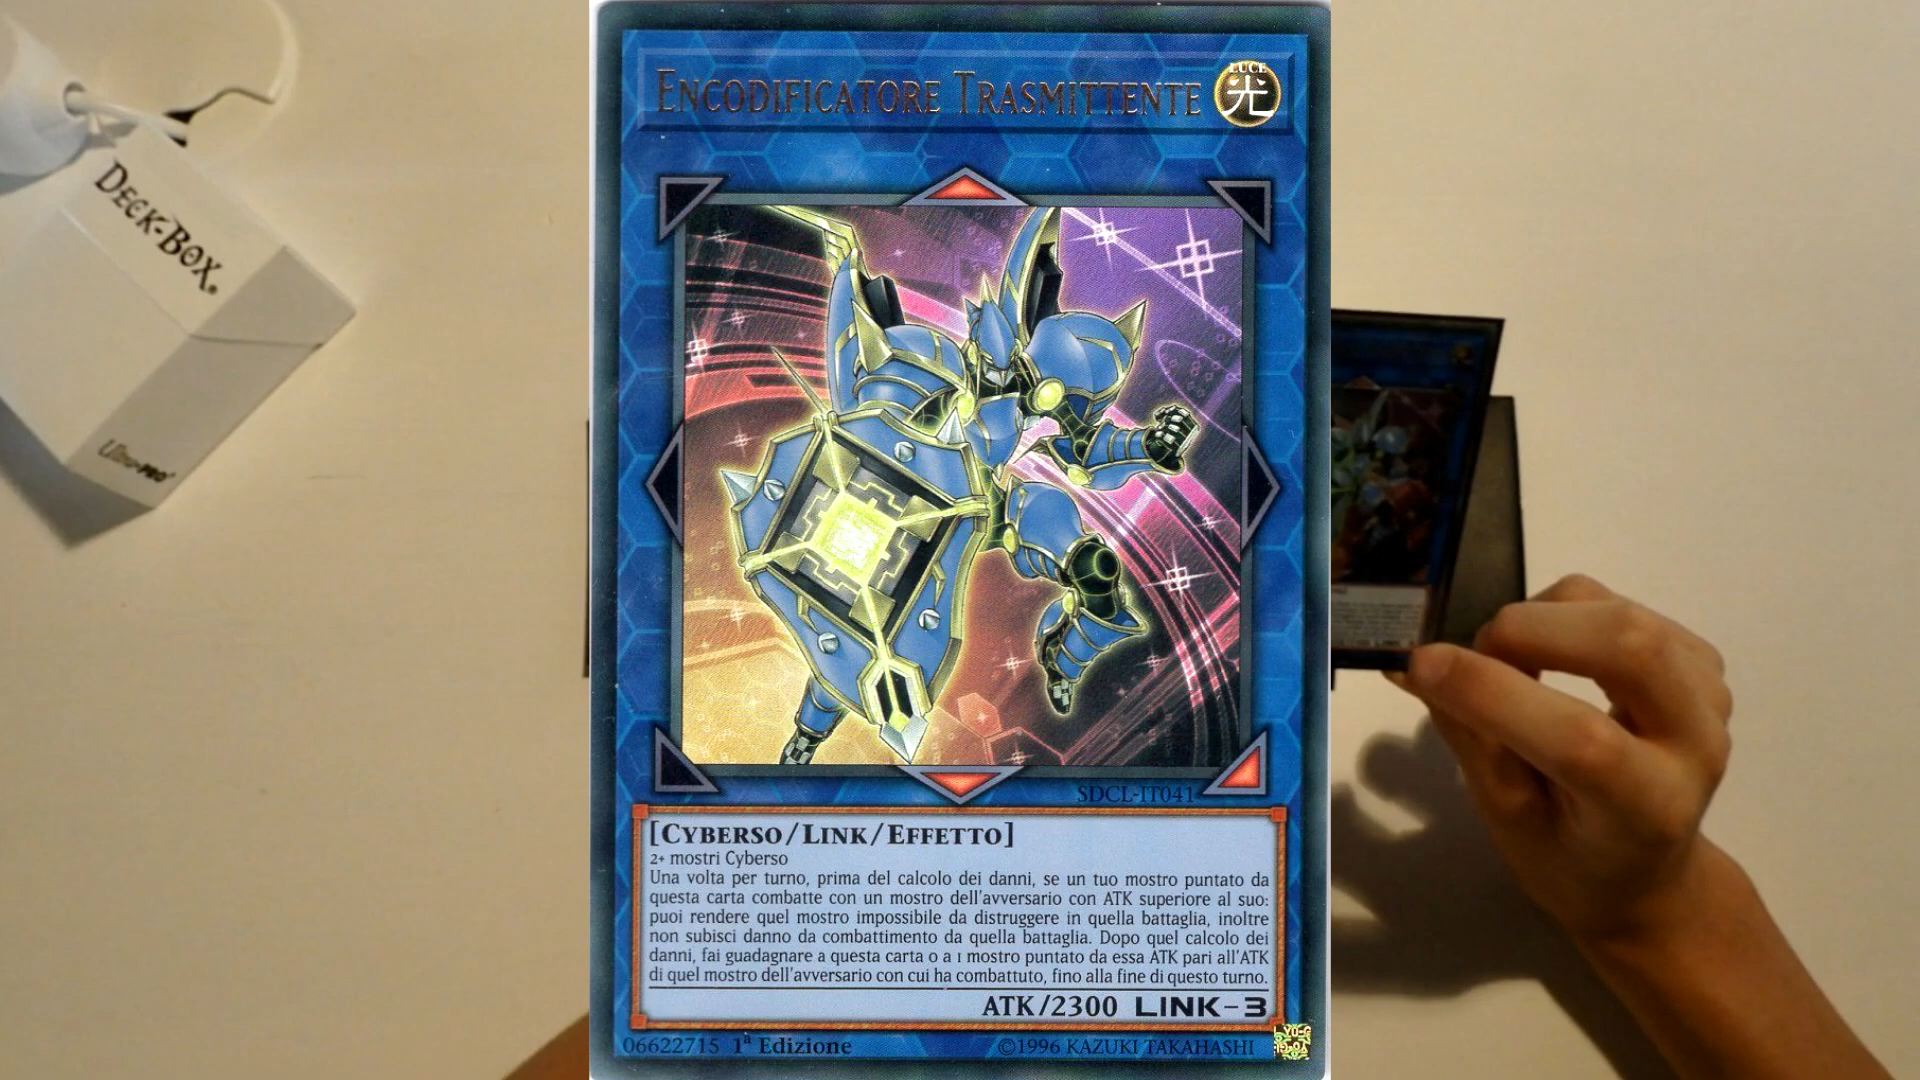 DECK-BOX
Ultra•PRO
ENCODIFICATORE TRASMITTENTE
LUCE
光
SDCL-IT041
[CYBERSO/LINK/EFFETTO]
2+ mostri Cyberso
Una volta per turno, prima del calcolo dei danni, se un tuo mostro puntato da
questa carta combatte con un mostro dell'avversario con ATK superiore al suo:
puoi rendere quel mostro impossibile da distruggere in quella battaglia, inoltre
non subisci danno da combattimento da quella battaglia. Dopo quel calcolo dei
danni, fai guadagnare a questa carta o a 1 mostro puntato da essa ATK pari all'ATK
di quel mostro dell'avversario con cui ha combattuto, fino alla fine di questo turno.
ATK/2300 LINK-3
06622715 1ª Edizione
©1996 KAZUKI TAKAHASHI